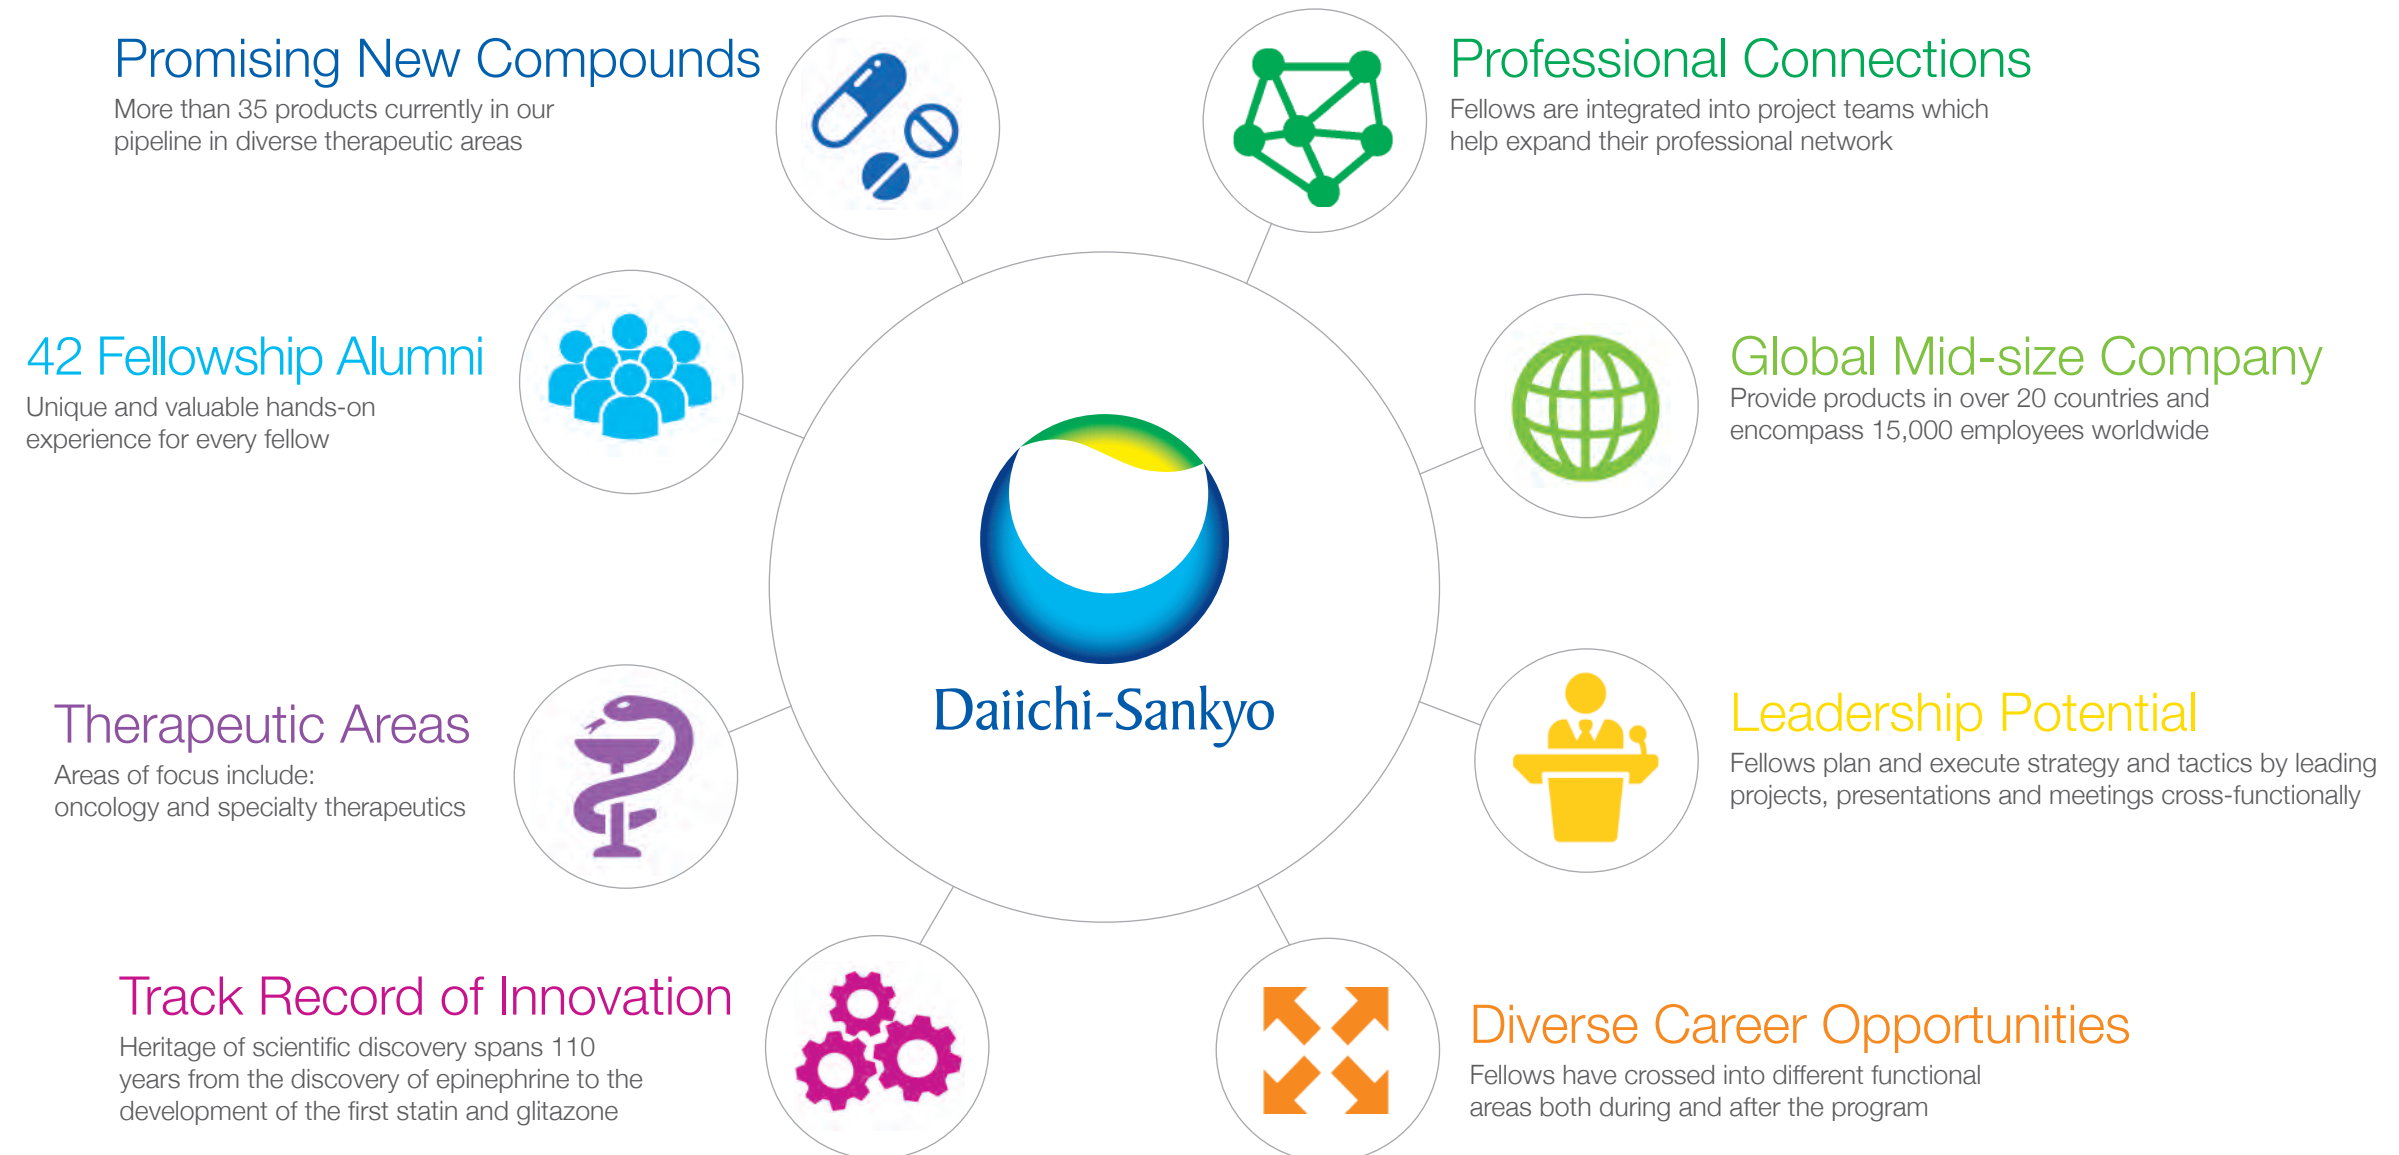 Promising New Compounds
More than 35 products currently in our
pipeline in diverse therapeutic areas
Professional Connections
Fellows are integrated into project teams which
help expand their professional network
42 Fellowship Alumni
Unique and valuable hands-on
experience for every fellow
Global Mid-size Company
Provide products in over 20 countries and
encompass 15,000 employees worldwide
Daiichi-Sankyo
Therapeutic Areas
Areas of focus include:
oncology and specialty therapeutics
Leadership Potential
Fellows plan and execute strategy and tactics by leading
projects, presentations and meetings cross-functionally
Track Record of Innovation
Heritage of scientific discovery spans 110
years from the discovery of epinephrine to the
development of the first statin and glitazone
Diverse Career Opportunities
Fellows have crossed into different functional
areas both during and after the program